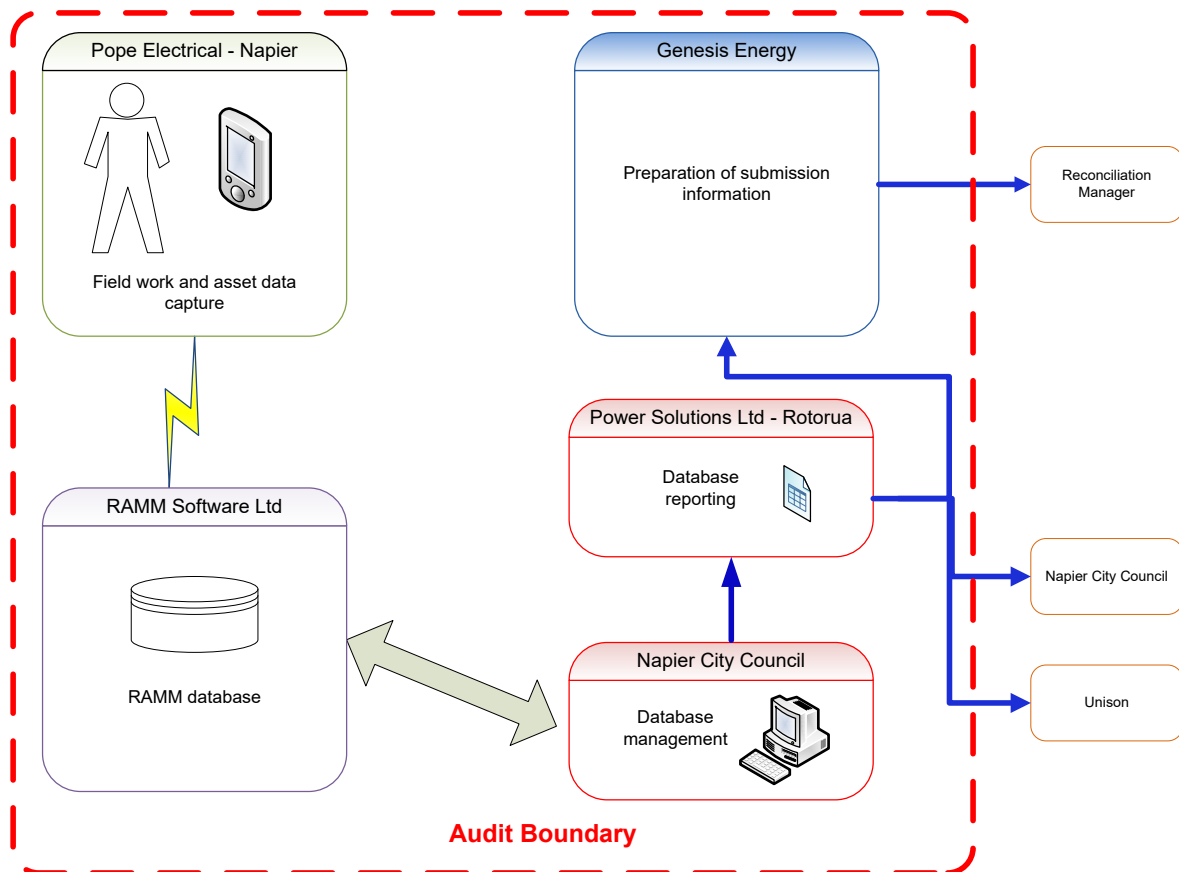 Pope Electrical - Napier
Field work and asset data
capture
Genesis Energy
Preparation of submission
information
Reconciliation
Manager
Power Solutions Ltd - Rotorua
Database
reporting
RAMM Software Ltd
RAMM database
Napier City Council
Database
management
Napier City Council
Unison
Audit Boundary